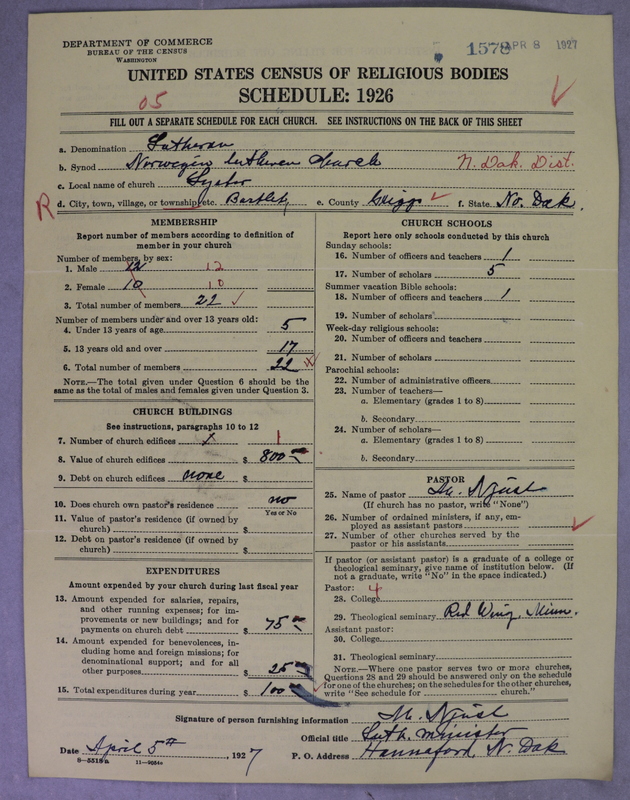 DEPARTMENT OF COMMERCE
BUREAU OF THE CENSUS
WASHINGTON
1578 APR 8 1927
UNITED STATES CENSUS OF RELIGIOUS BODIES
SCHEDULE: 1926
05
FILL OUT A SEPARATE SCHEDULE FOR EACH CHURCH. SEE INSTRUCTIONS ON THE BACK OF THIS SHEET
a. Denomination Lutheran
b. Synod Norwegin Lutheran Church N. Dak. Dist.
c. Local name of church
R d. City, town, village, or township, etc. Bartley e. County Griggs f. State No. Dak.
MEMBERSHIP
Report number of members according to definition of
member in your church
Number of members, by sex:
1. Male 12 12
2. Female 10 10
3. Total number of members 22
Number of members under and over 13 years old:
4. Under 13 years of age 5
5. 13 years old and over 17
6. Total number of members 22
NOTE.—The total given under Question 6 should be the
same as the total of males and females given under Question 3.
CHURCH BUILDINGS
See instructions, paragraphs 10 to 12
7. Number of church edifices 1
8. Value of church edifices $ 800
9. Debt on church edifices none $
10. Does church own pastor's residence no
Yes or No
11. Value of pastor's residence (if owned by
church) $
12. Debt on pastor's residence (if owned by
church) $
EXPENDITURES
Amount expended by your church during last fiscal year
13. Amount expended for salaries, repairs,
and other running expenses; for im-
provements or new buildings; and for
payments on church debt $ 75
14. Amount expended for benevolences, in-
cluding home and foreign missions; for
denominational support; and for all
other purposes $ 25
15. Total expenditures during year $ 100
CHURCH SCHOOLS
Report here only schools conducted by this church
Sunday schools:
16. Number of officers and teachers 1
17. Number of scholars 5
Summer vacation Bible schools:
18. Number of officers and teachers 1
19. Number of scholars
Week-day religious schools:
20. Number of officers and teachers
21. Number of scholars
Parochial schools:
22. Number of administrative officers
23. Number of teachers—
a. Elementary (grades 1 to 8)
b. Secondary
24. Number of scholars—
a. Elementary (grades 1 to 8)
b. Secondary
PASTOR
25. Name of pastor
(If church has no pastor, write "None")
26. Number of ordained ministers, if any, em-
ployed as assistant pastors
27. Number of other churches served by the
pastor or his assistants
If pastor (or assistant pastor) is a graduate of a college or
theological seminary, give name of institution below. (If
not a graduate, write "No" in the space indicated.)
Pastor: 4
28. College
29. Theological seminary Red Wing, Minn.
Assistant pastor:
30. College
31. Theological seminary
NOTE.—Where one pastor serves two or more churches,
Questions 28 and 29 should be answered only on the schedule
for one of the churches; on the schedules for the other churches,
write "See schedule for church."
Signature of person furnishing information
Official title Luth. minister
Date April 5th, 1927 P. O. Address Hannaford, N. Dak
8-5518a 11-9034